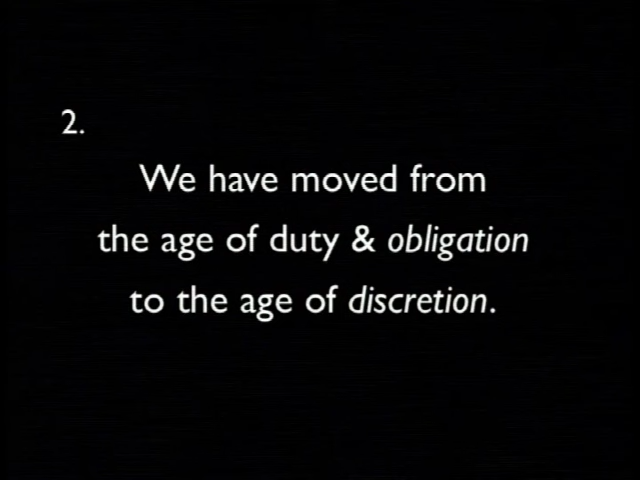 2.
We have moved from
the age of duty & obligation
to the age of discretion.